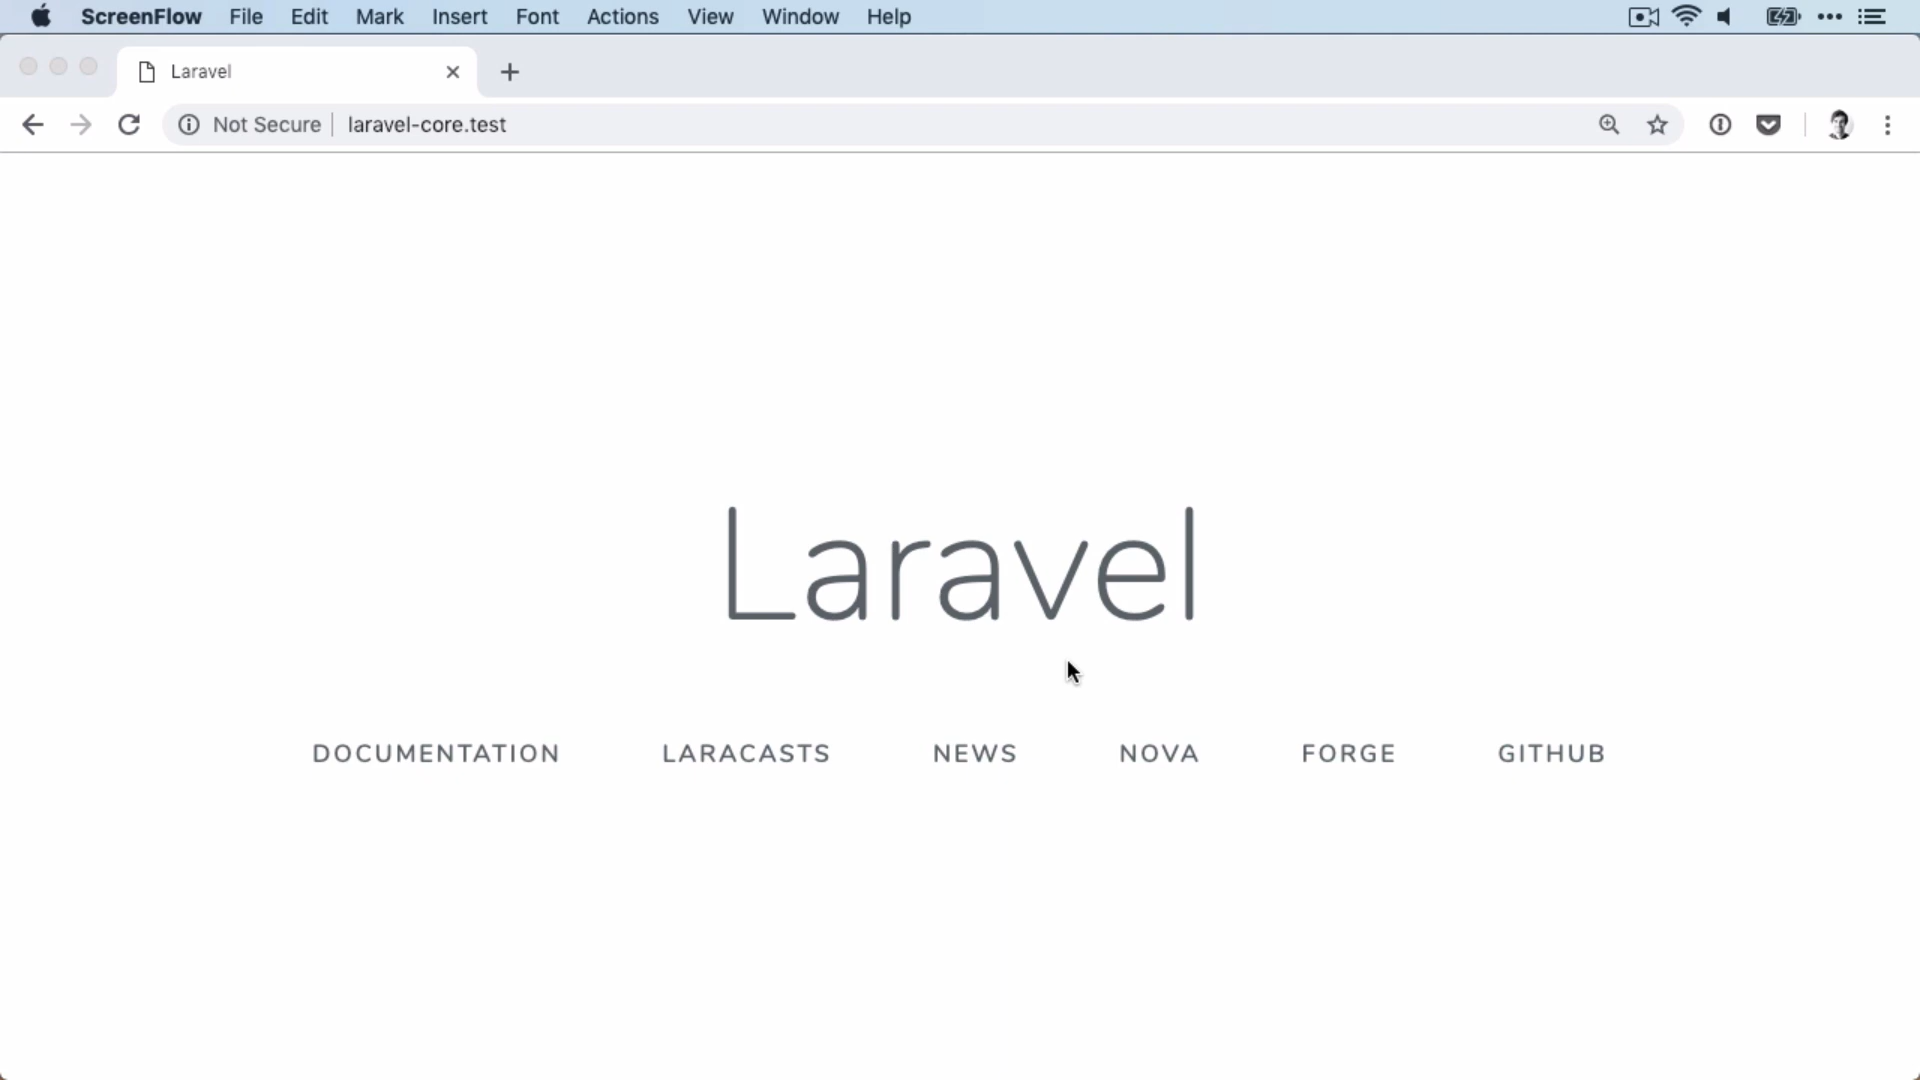 ScreenFlow File Edit Mark Insert Font Actions View Window Help
Laravel
Not Secure laravel-core.test
Laravel
DOCUMENTATION LARACASTS NEWS NOVA FORGE GITHUB